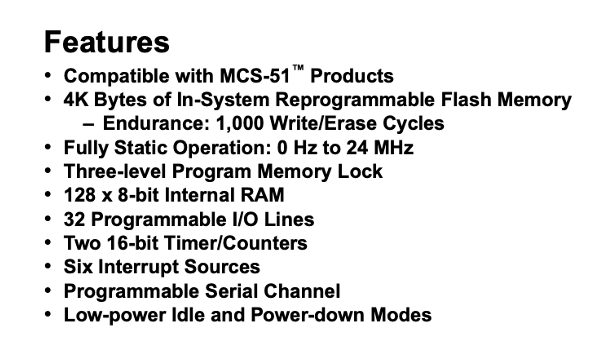 Features
• Compatible with MCS-51™ Products
• 4K Bytes of In-System Reprogrammable Flash Memory
– Endurance: 1,000 Write/Erase Cycles
• Fully Static Operation: 0 Hz to 24 MHz
• Three-level Program Memory Lock
• 128 x 8-bit Internal RAM
• 32 Programmable I/O Lines
• Two 16-bit Timer/Counters
• Six Interrupt Sources
• Programmable Serial Channel
• Low-power Idle and Power-down Modes